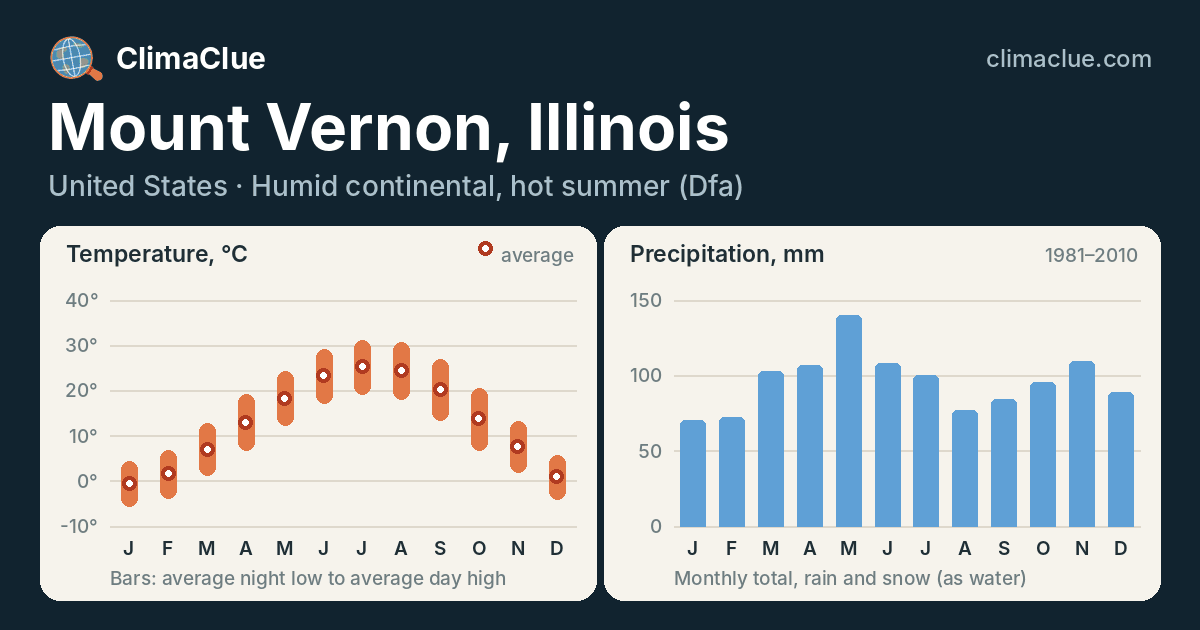 ClimaClue
climaclue.com
Mount Vernon, Illinois
United States · Humid continental, hot summer (Dfa)
Temperature, °C
average
40°
30°
20°
10°
0°
-10°
J F M A M J J A S O N D
Bars: average night low to average day high
Precipitation, mm
1981–2010
150
100
50
0
J F M A M J J A S O N D
Monthly total, rain and snow (as water)